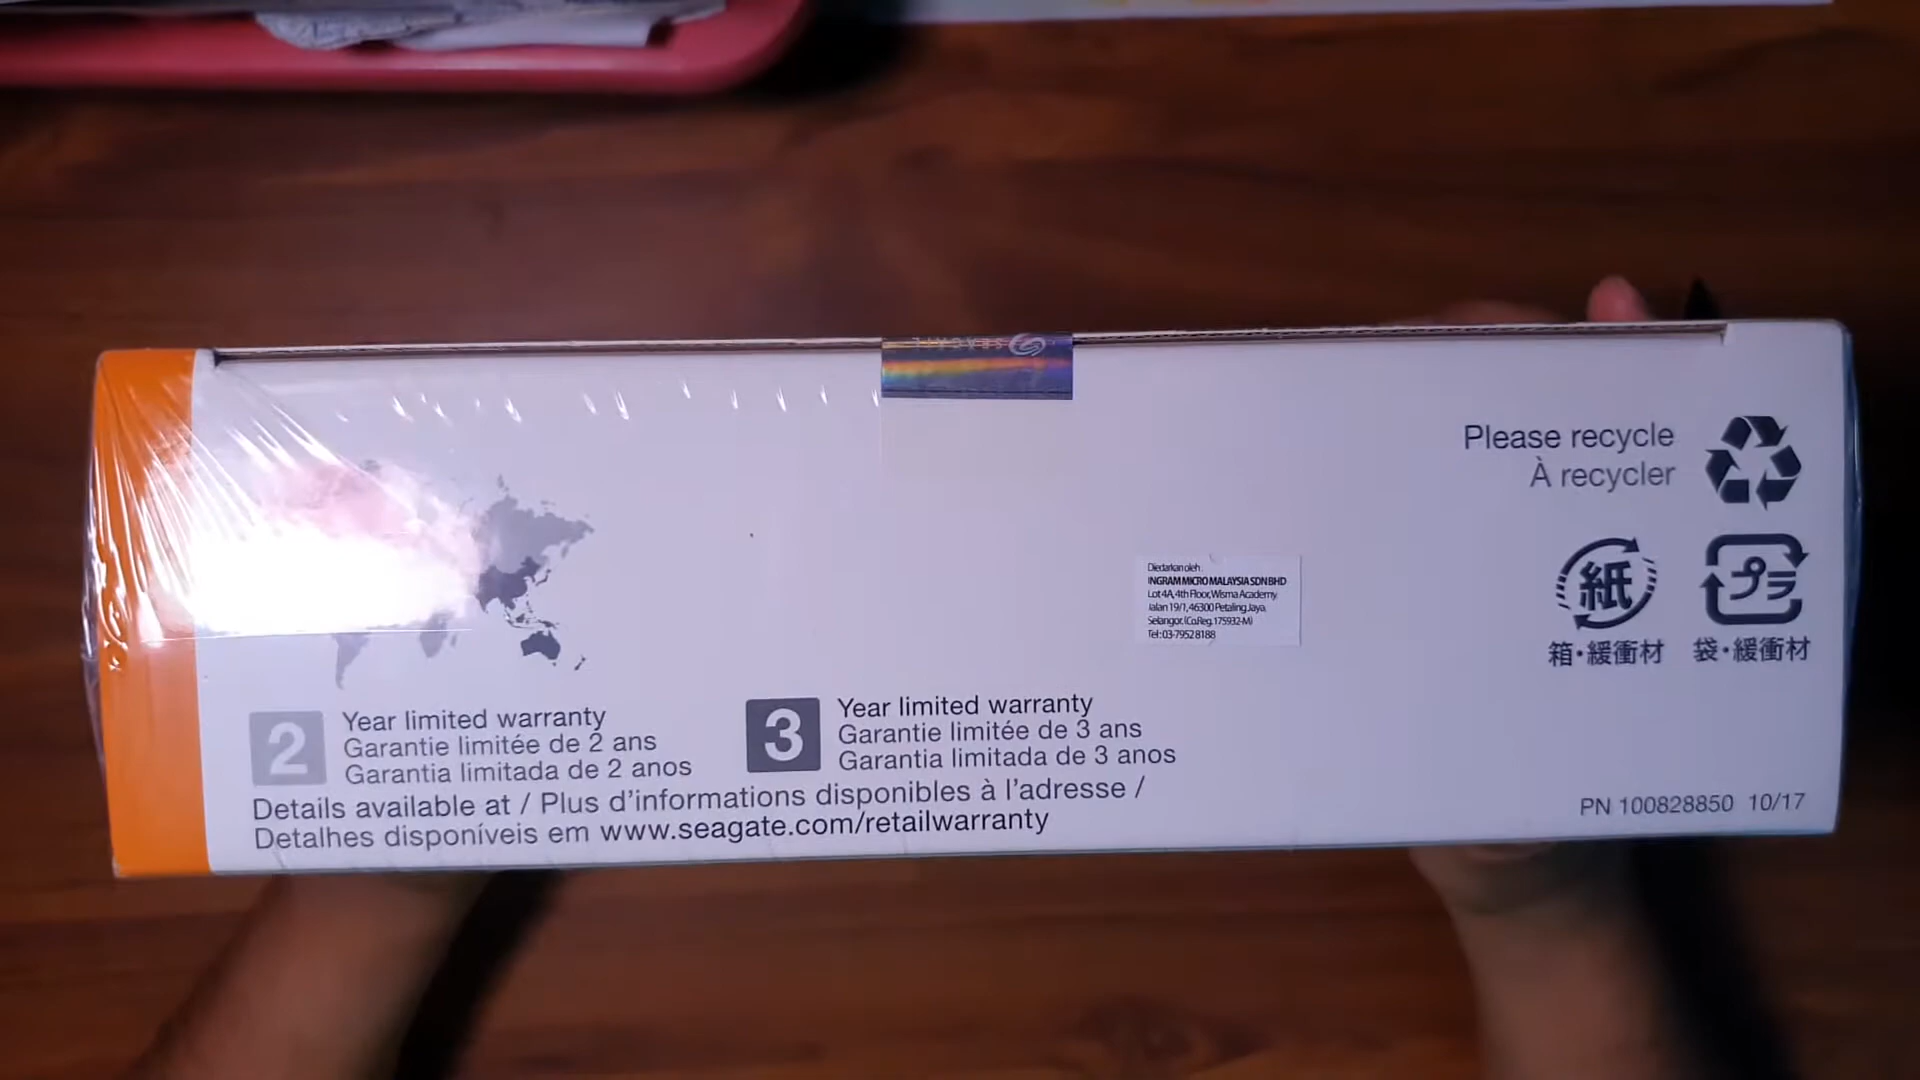 SEAGATE
Please recycle
À recycler
Diedarkan oleh :
INGRAM MICRO MALAYSIA SDN BHD
Lot 4A, 4th Floor, Wisma Academy,
Jalan 19/1, 46300 Petaling Jaya,
Selangor. (Co.Reg. 175932-M)
Tel : 03-7952 8188
紙
プラ
箱・緩衝材
袋・緩衝材
2
Year limited warranty
Garantie limitée de 2 ans
Garantia limitada de 2 anos
3
Year limited warranty
Garantie limitée de 3 ans
Garantia limitada de 3 anos
Details available at / Plus d’informations disponibles à l’adresse /
Detalhes disponíveis em www.seagate.com/retailwarranty
PN 100828850 10/17